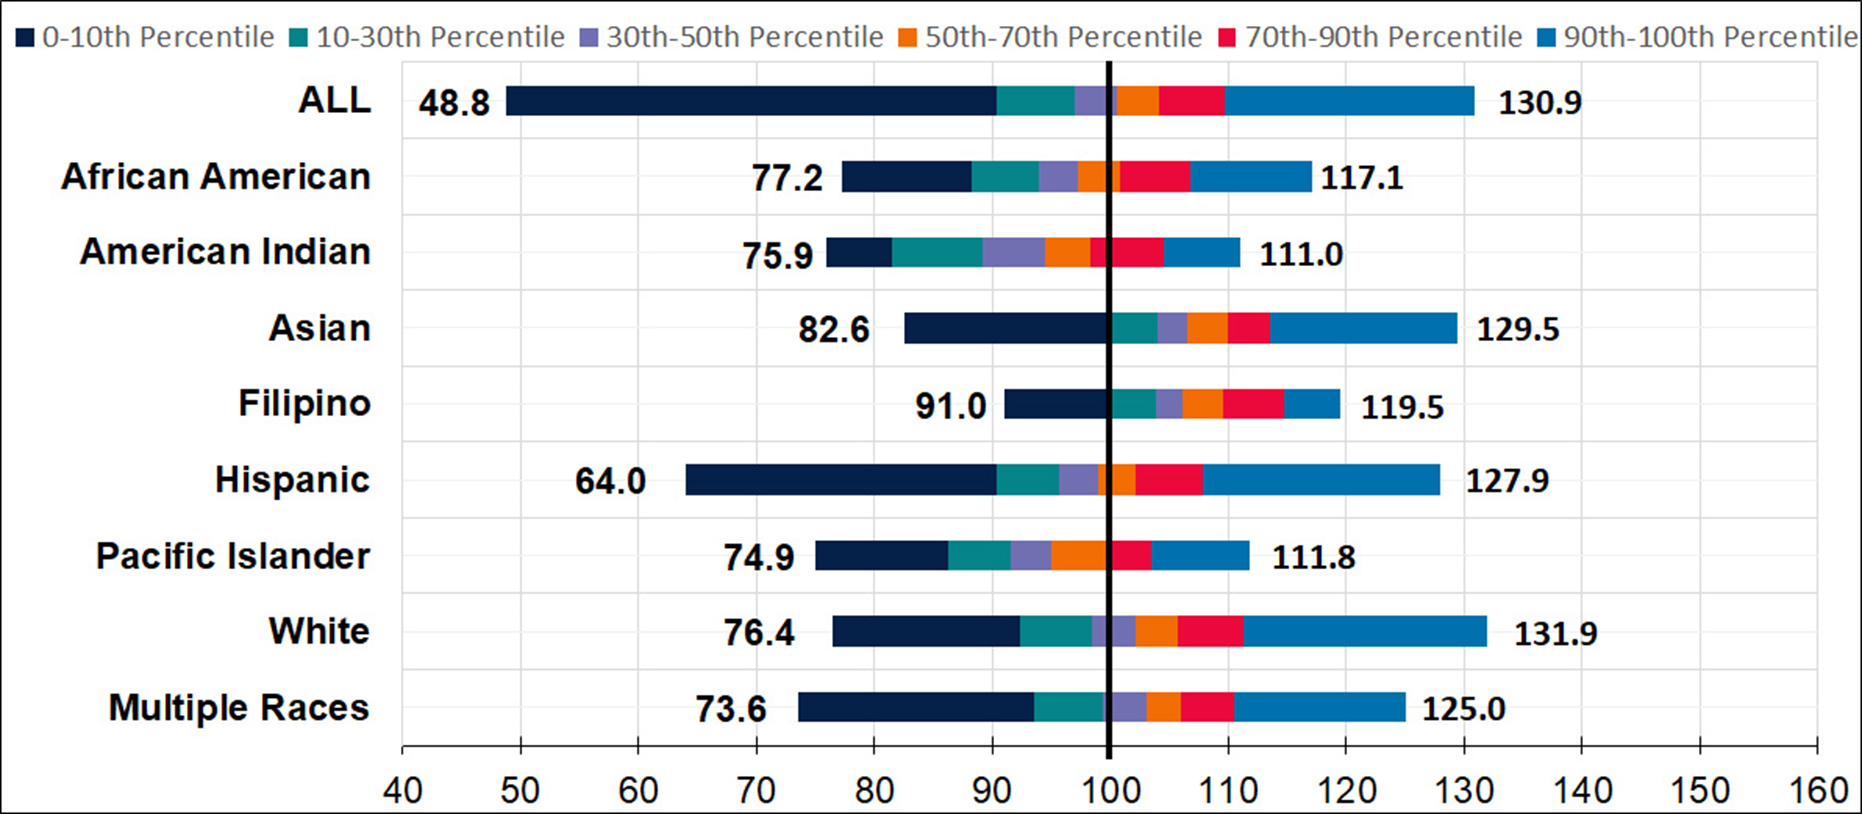 0-10th Percentile 10-30th Percentile 30th-50th Percentile 50th-70th Percentile 70th-90th Percentile 90th-100th Percentile
ALL 48.8 130.9
African American 77.2 117.1
American Indian 75.9 111.0
Asian 82.6 129.5
Filipino 91.0 119.5
Hispanic 64.0 127.9
Pacific Islander 74.9 111.8
White 76.4 131.9
Multiple Races 73.6 125.0
40 50 60 70 80 90 100 110 120 130 140 150 160